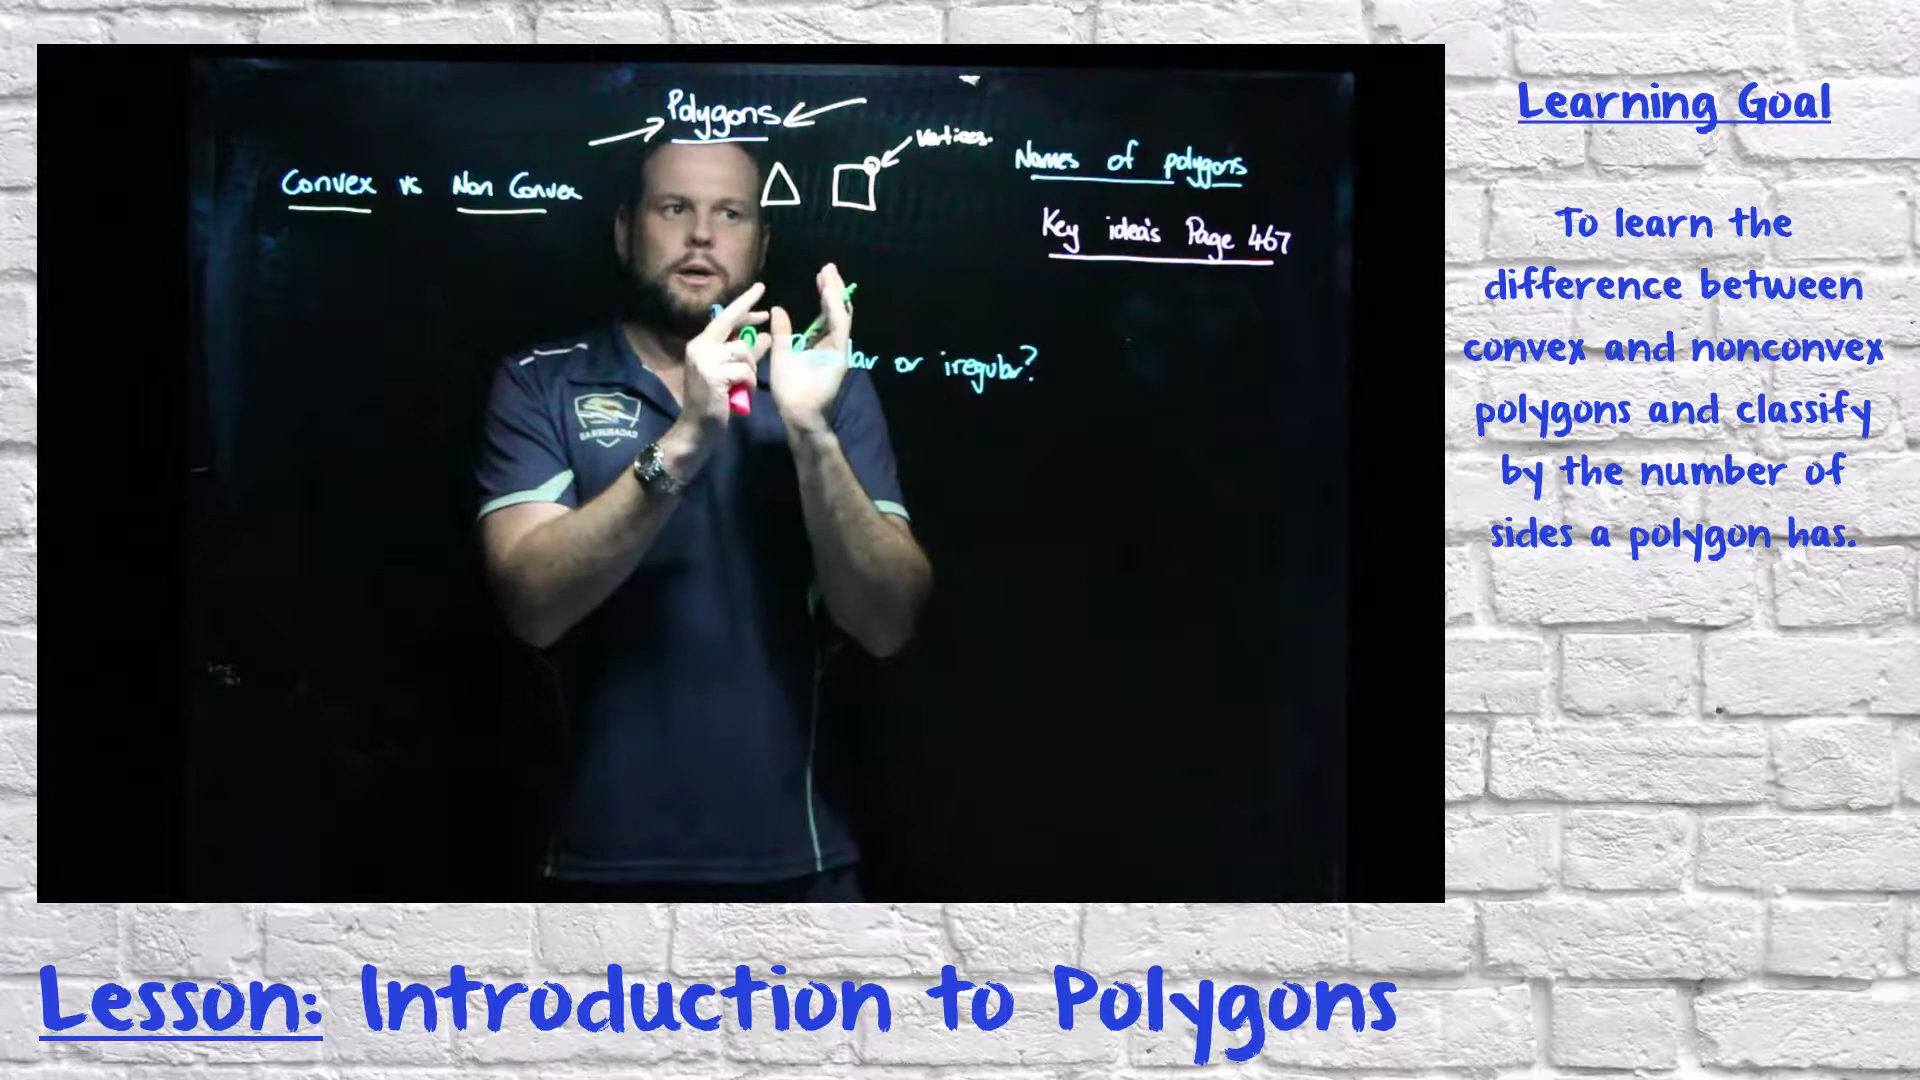 Polygons
Vertices.
Convex vs Non Convex
Names of polygons
Key idea's Page 467
or iregular?
Learning Goal
To learn the
difference between
convex and nonconvex
polygons and classify
by the number of
sides a polygon has.
Lesson: Introduction to Polygons